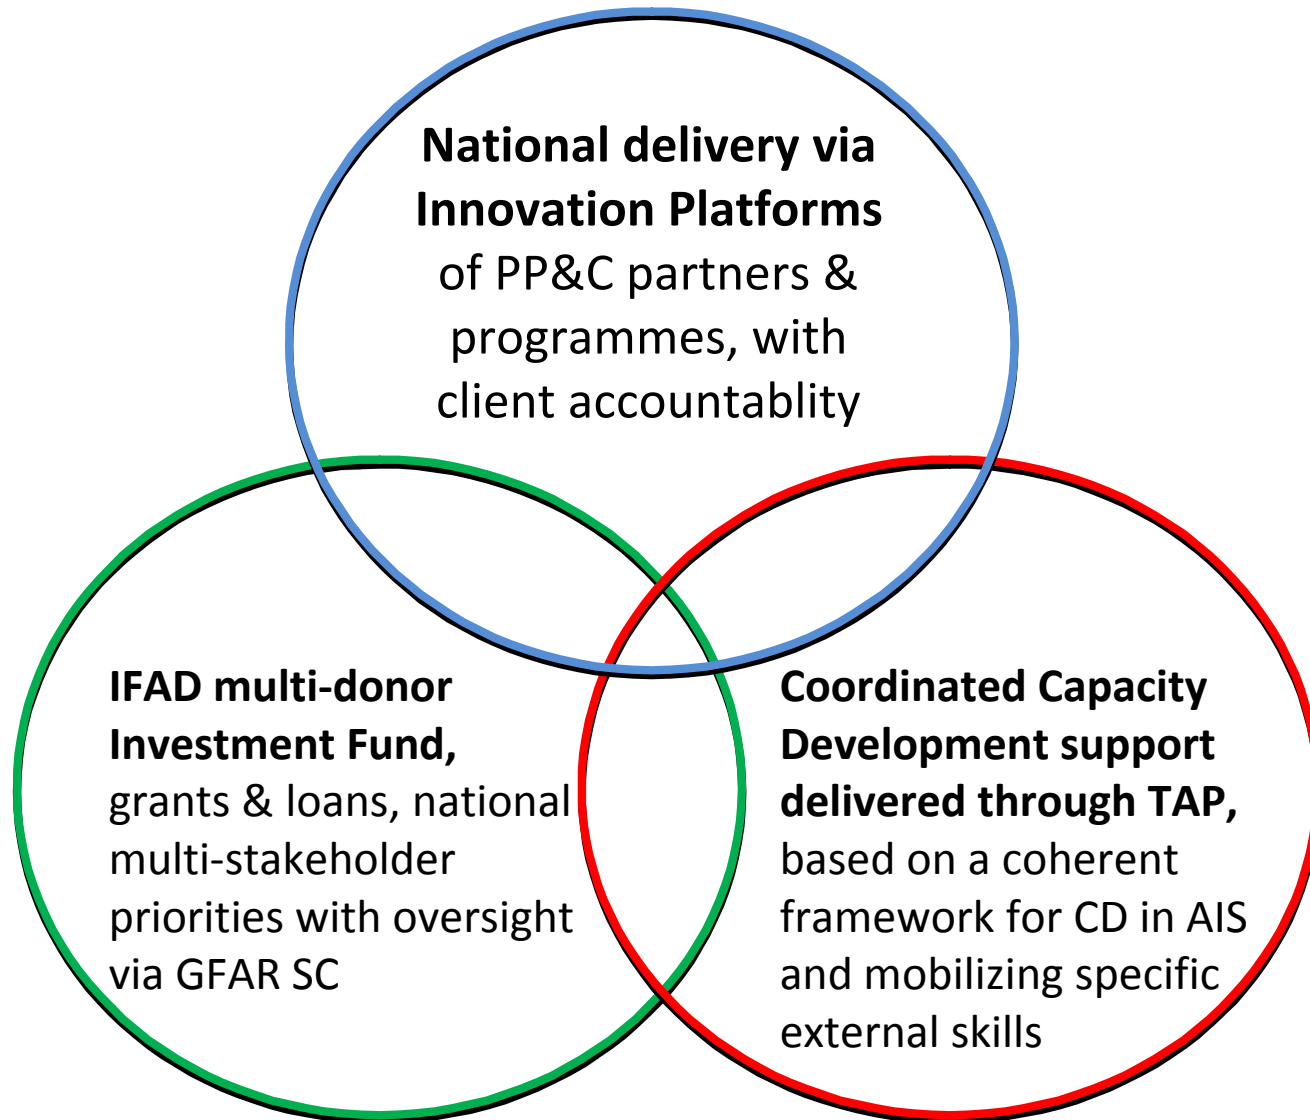 National delivery via
Innovation Platforms
of PP&C partners &
programmes, with
client accountablity
IFAD multi-donor
Investment Fund,
grants & loans, national
multi-stakeholder
priorities with oversight
via GFAR SC
Coordinated Capacity
Development support
delivered through TAP,
based on a coherent
framework for CD in AIS
and mobilizing specific
external skills